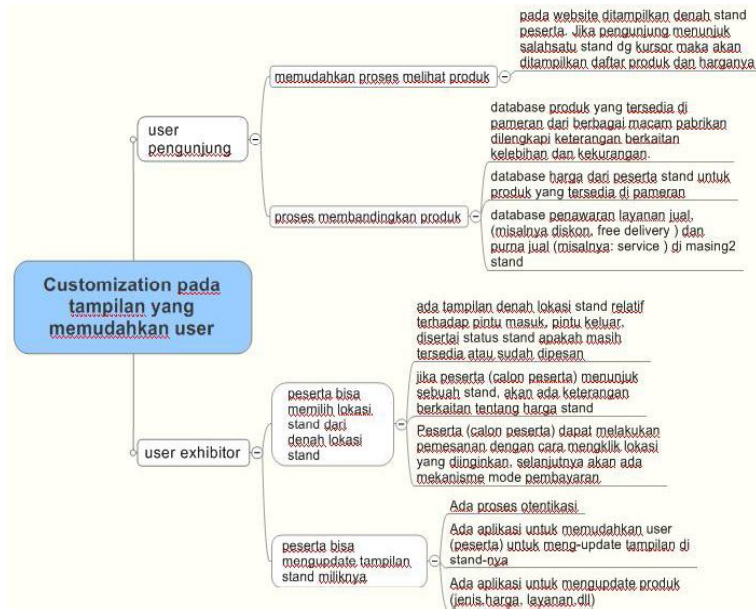 Customization pada
tampilan yang
memudahkan user
user
pengunjung
memudahkan proses melihat produk
pada website ditampilkan denah stand
peserta. Jika pengunjung menunjuk
salahsatu stand dg kursor maka akan
ditampilkan daftar produk dan harganya
proses membandingkan produk
database produk yang tersedia di
pameran dari berbagai macam pabrikan
dilengkapi keterangan berkaitan
kelebihan dan kekurangan.
database harga dari peserta stand untuk
produk yang tersedia di pameran
database penawaran layanan jual,
(misalnya diskon, free delivery ) dan
purna jual (misalnya: service ) di masing2
stand
user exhibitor
peserta bisa
memilih lokasi
stand dari
denah lokasi
stand
ada tampilan denah lokasi stand relatif
terhadap pintu masuk, pintu keluar,
disertai status stand apakah masih
tersedia atau sudah dipesan
jika peserta (calon peserta) menunjuk
sebuah stand, akan ada keterangan
berkaitan tentang harga stand
Peserta (calon peserta) dapat melakukan
pemesanan dengan cara mengklik lokasi
yang diinginkan, selanjutnya akan ada
mekanisme mode pembayaran.
peserta bisa
mengupdate tampilan
stand miliknya
Ada proses otentikasi
Ada aplikasi untuk memudahkan user
(peserta) untuk meng-update tampilan di
stand-nya
Ada aplikasi untuk mengupdate produk
(jenis,harga, layanan,dll)